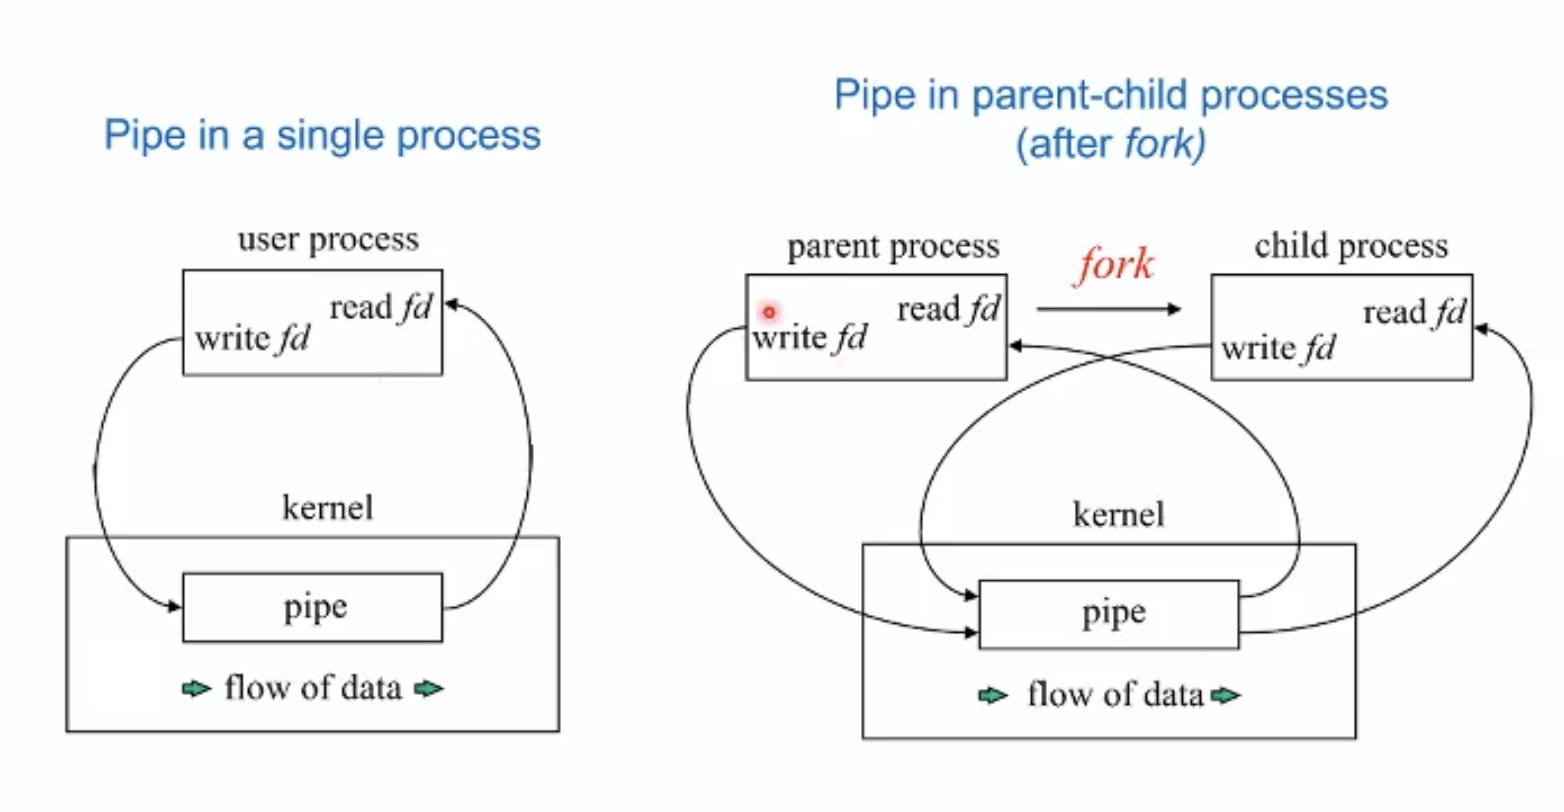 Pipe in a single process
user process
read fd
write fd
kernel
pipe
flow of data
Pipe in parent-child processes
(after fork)
parent process
fork
child process
read fd
write fd
read fd
write fd
kernel
pipe
flow of data